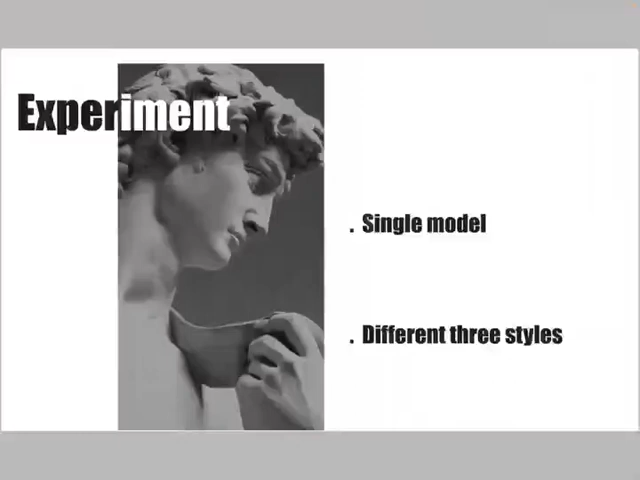 Experiment
. Single model
. Different three styles